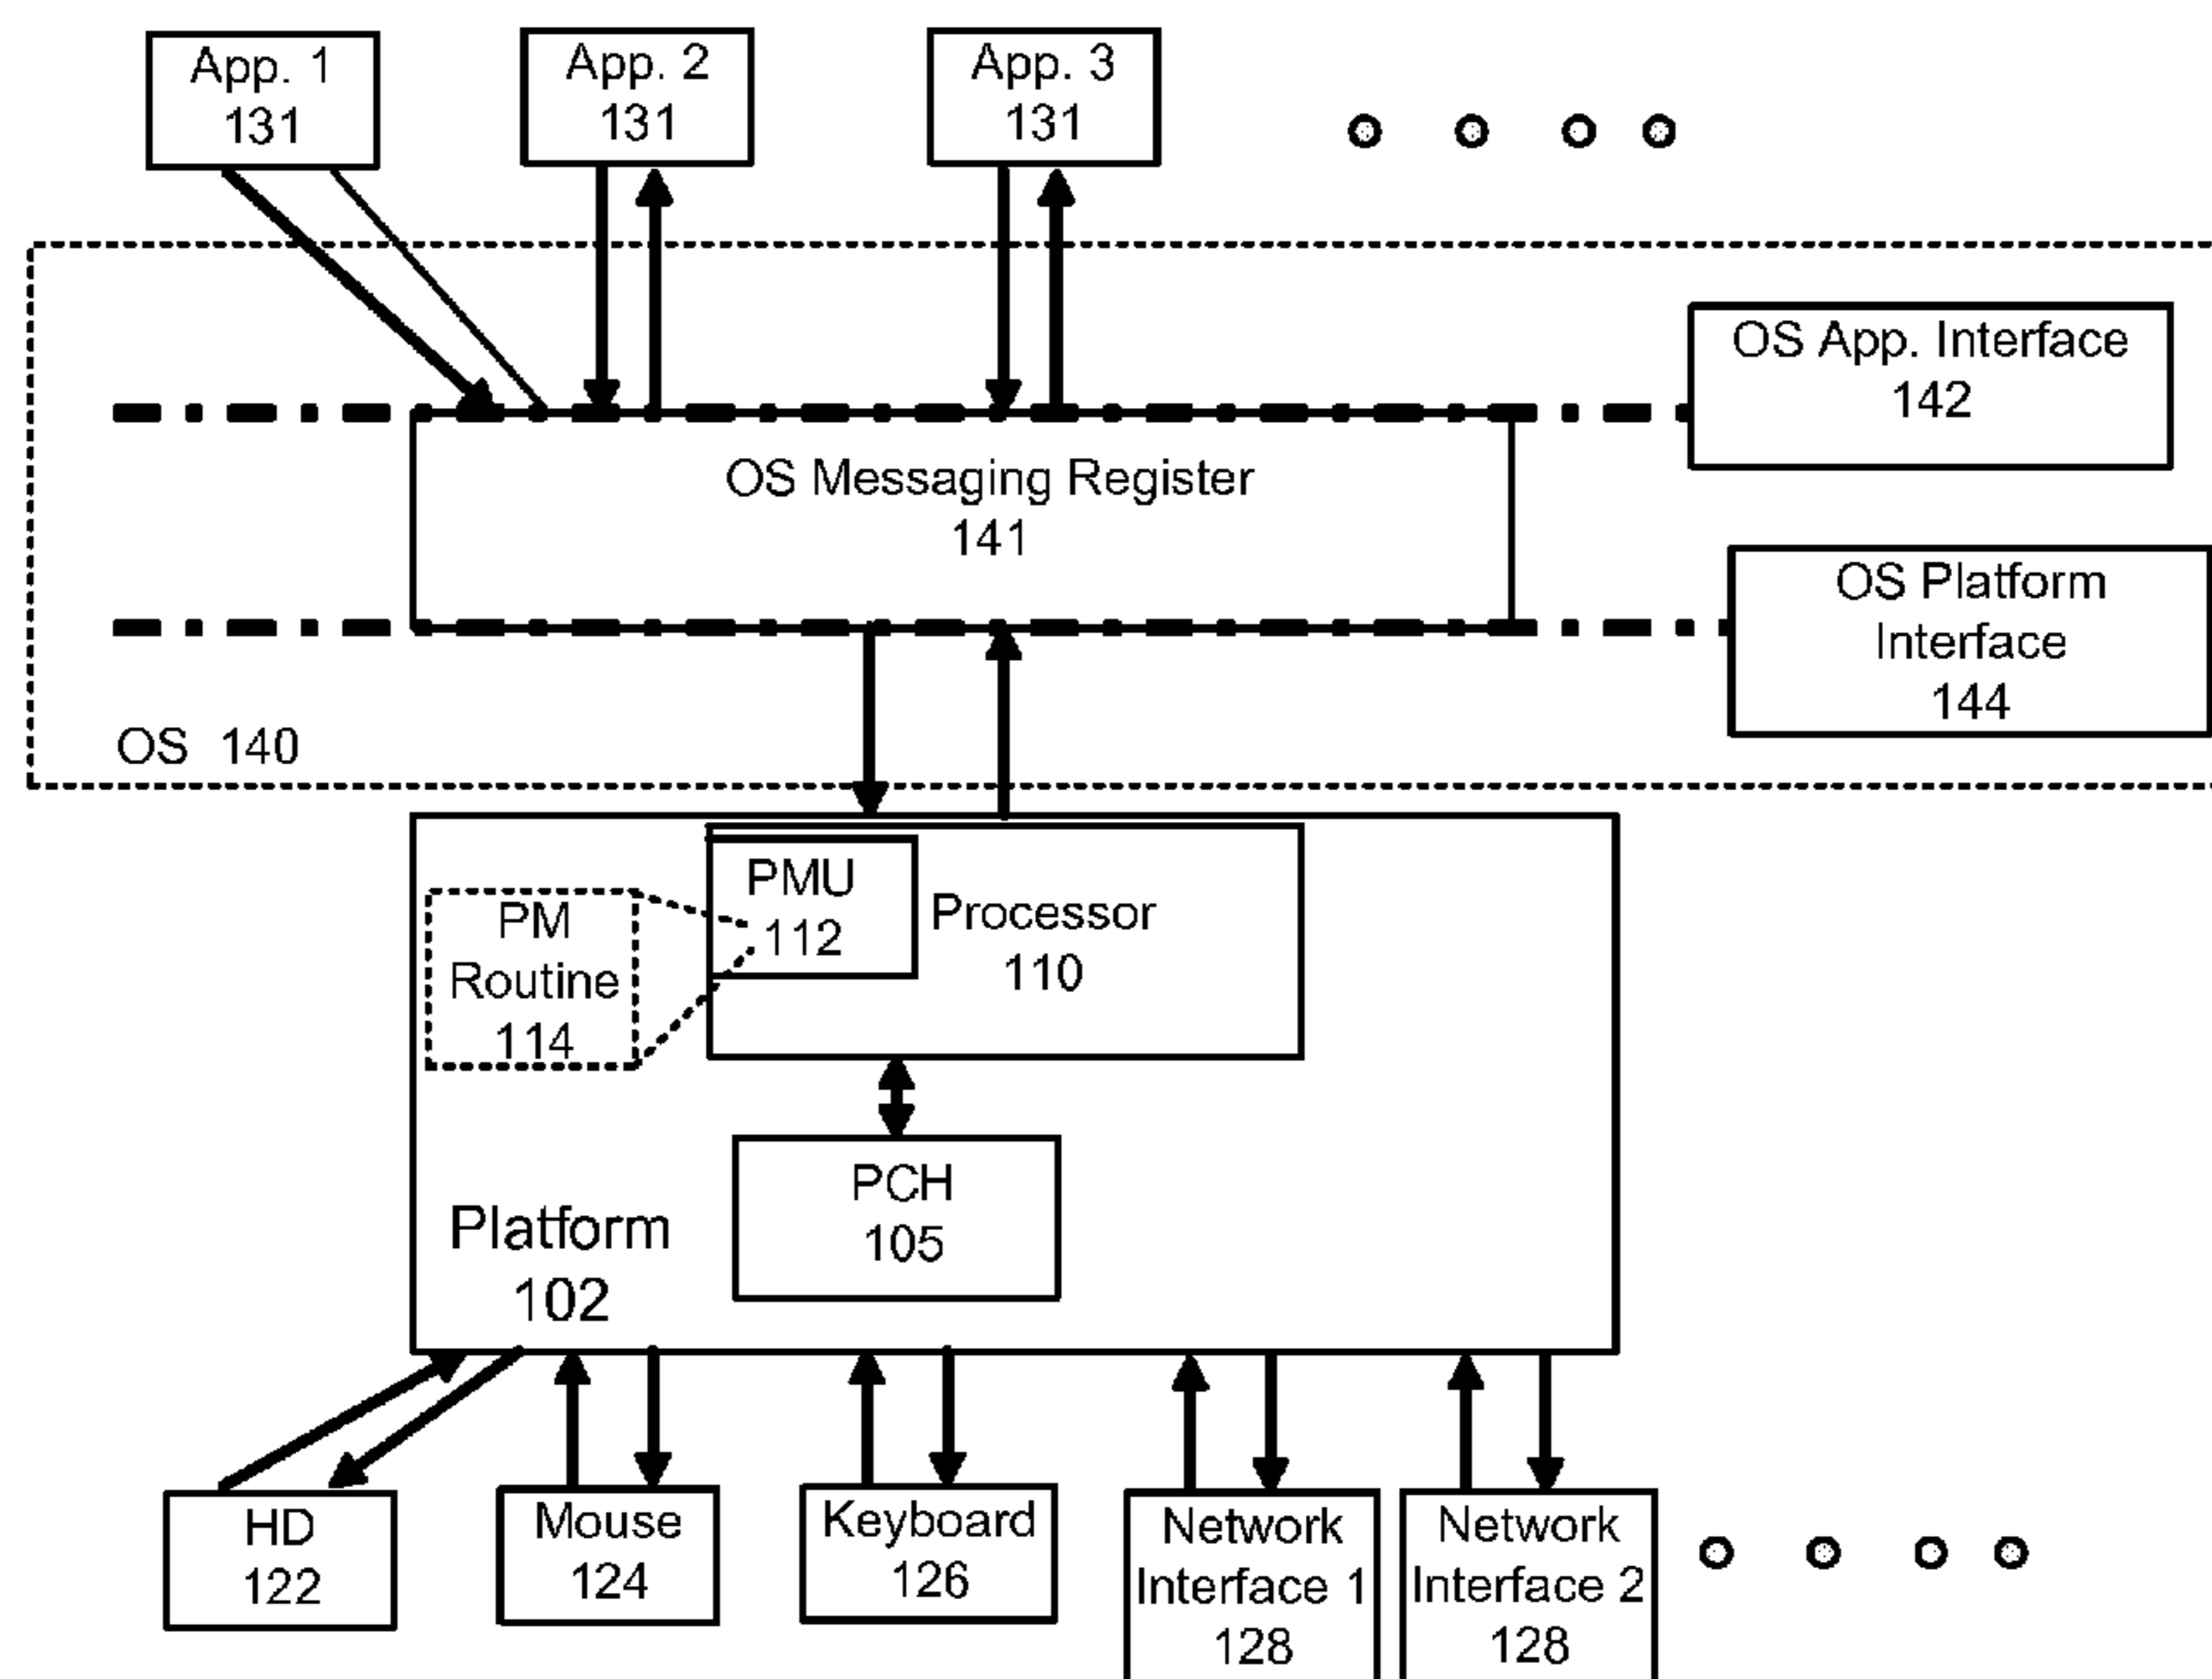 App. 1
131
App. 2
131
App. 3
131
OS App. Interface
142
OS Messaging Register
141
OS Platform
Interface
144
OS 140
PMU
112
Processor
110
PM
Routine
114
PCH
105
Platform
102
HD
122
Mouse
124
Keyboard
126
Network
Interface 1
128
Network
Interface 2
128